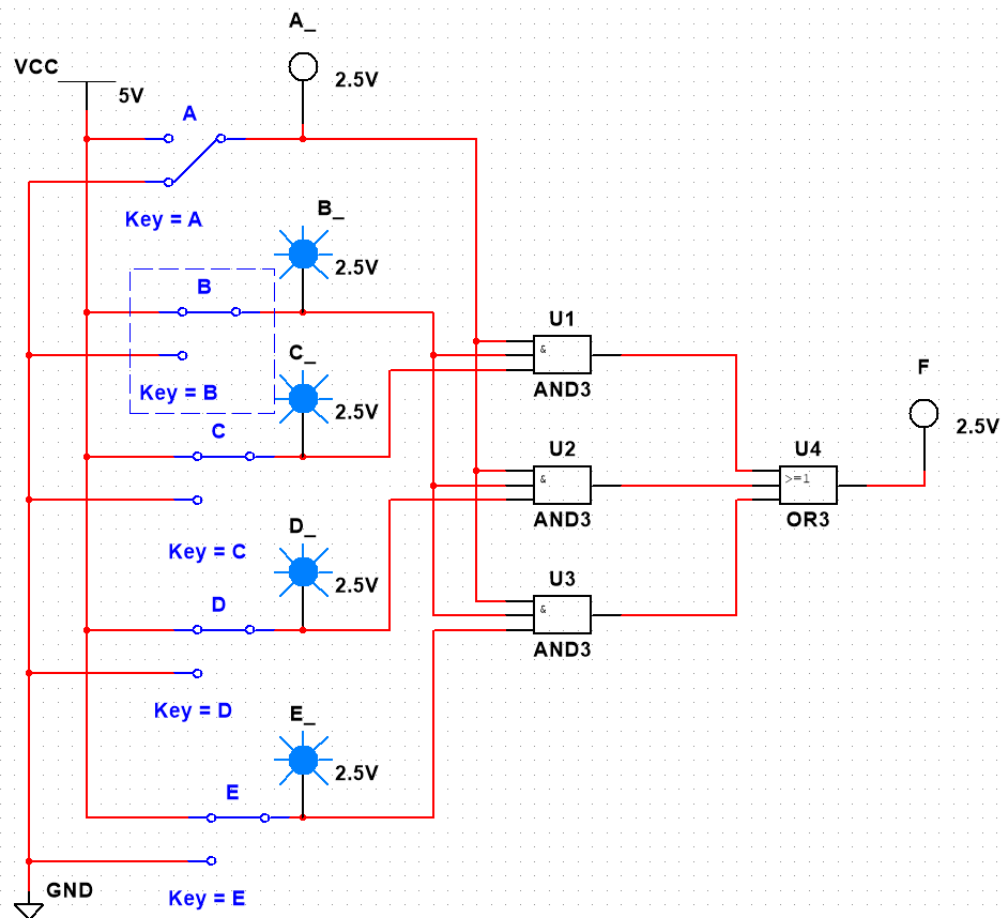 A_
VCC
2.5V
5V
A
Key = A
B_
2.5V
B
Key = B
C_
2.5V
C
Key = C
D_
2.5V
D
Key = D
E_
2.5V
E
Key = E
GND
U1
&
AND3
U2
&
AND3
U3
&
AND3
U4
>=1
OR3
F
2.5V